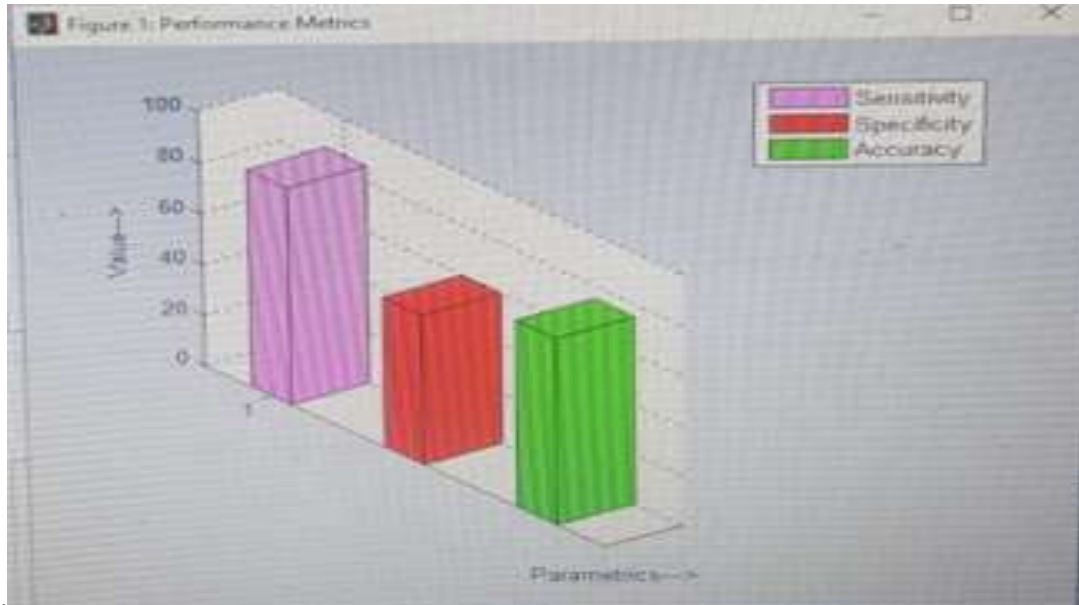 Figure 1: Performance Metrics
Sensitivity
Specificity
Accuracy
100
80
60
40
20
0
Value-->
1
Parametrics--->